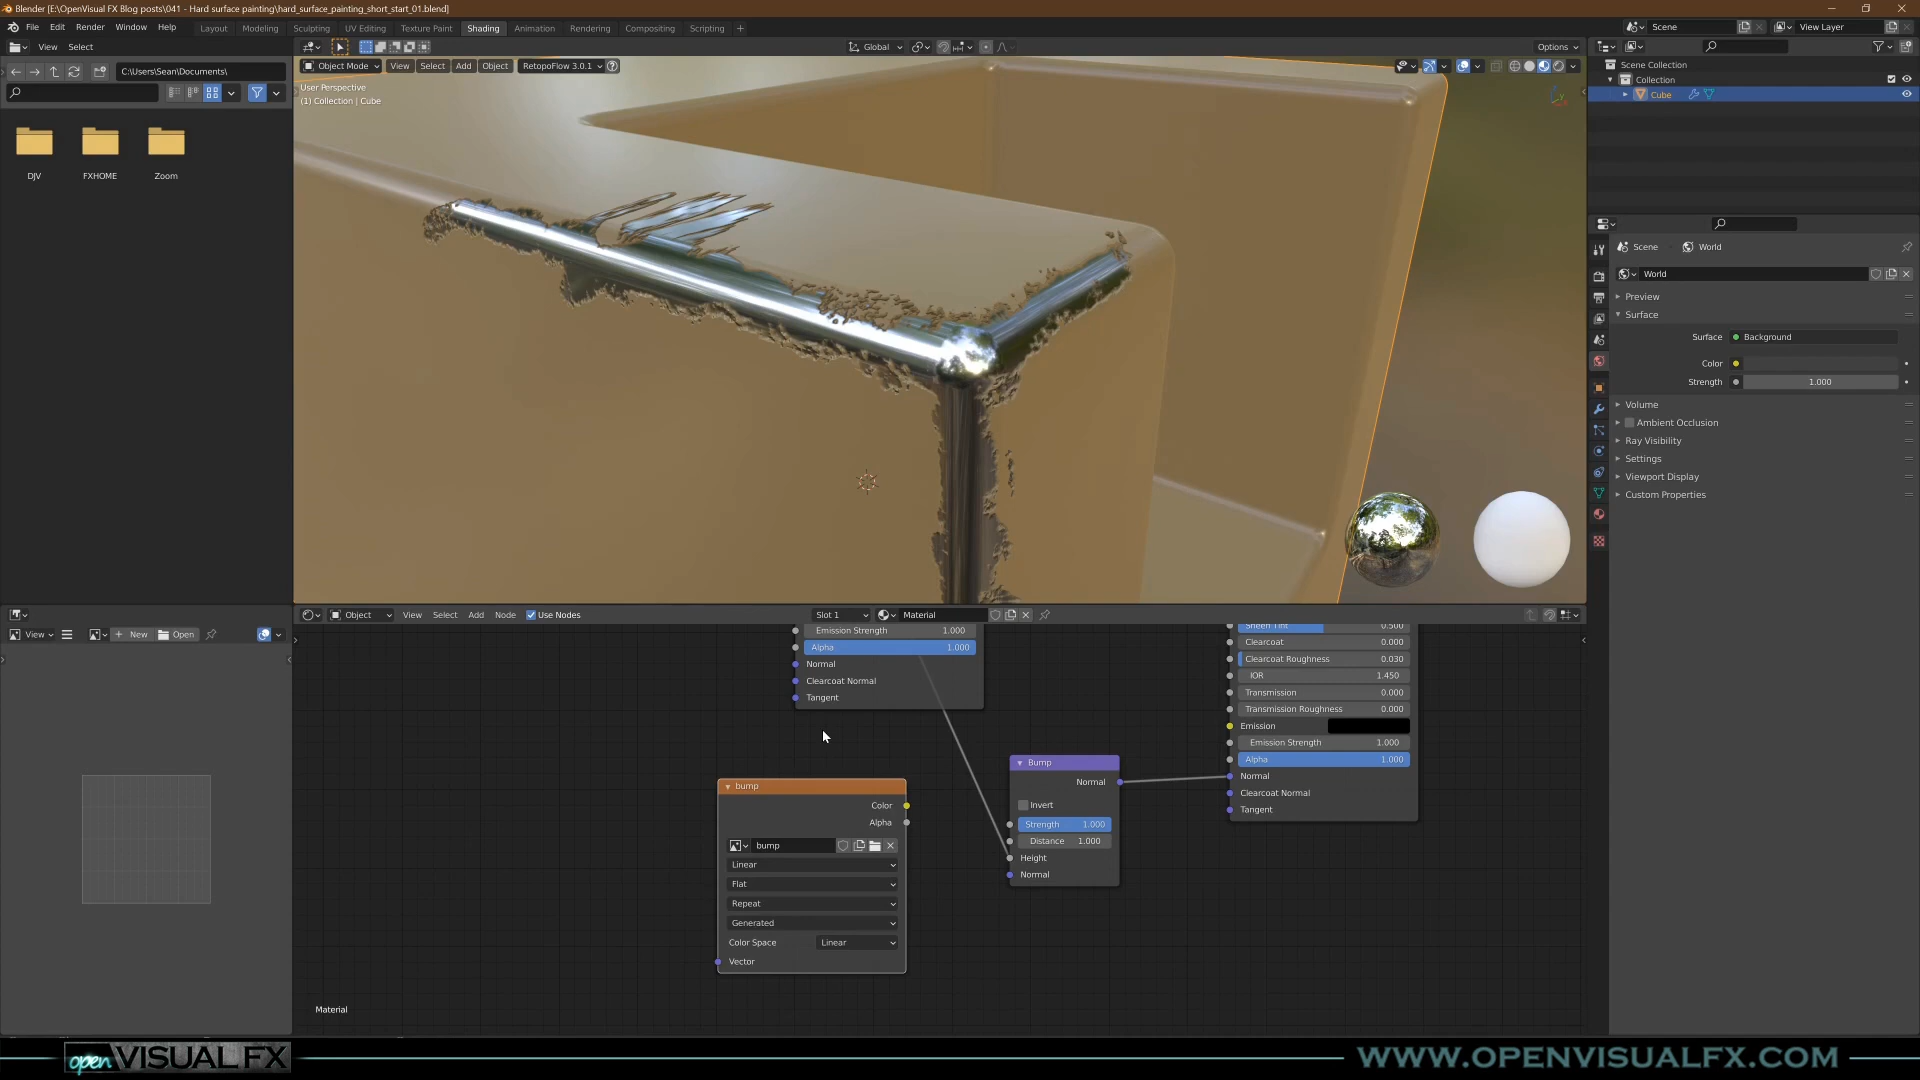 Blender [E:\OpenVisual FX Blog posts\041 - Hard surface painting\hard_surface_painting_short_start_01.blend]
File Edit Render Window Help Layout Modeling Sculpting UV Editing Texture Paint Shading Animation Rendering Compositing Scripting + Scene View Layer
View Select Global Options
C:\Users\Sean\Documents\
Object Mode View Select Add Object RetopoFlow 3.0.1
User Perspective
(1) Collection | Cube
DJV FXHOME Zoom
Scene Collection
Collection
Cube
Scene World
World
Preview
Surface
Surface Background
Color
Strength 1.000
Volume
Ambient Occlusion
Ray Visibility
Settings
Viewport Display
Custom Properties
Object View Select Add Node Use Nodes Slot 1 Material
View New Open
Emission Strength 1.000
Alpha 1.000
Normal
Clearcoat Normal
Tangent
bump
Color
Alpha
bump
Linear
Flat
Repeat
Generated
Color Space Linear
Vector
Bump
Normal
Invert
Strength 1.000
Distance 1.000
Height
Normal
Sheen Tint 0.500
Clearcoat 0.000
Clearcoat Roughness 0.030
IOR 1.450
Transmission 0.000
Transmission Roughness 0.000
Emission
Emission Strength 1.000
Alpha 1.000
Normal
Clearcoat Normal
Tangent
Material
open VISUALFX
WWW.OPENVISUALFX.COM